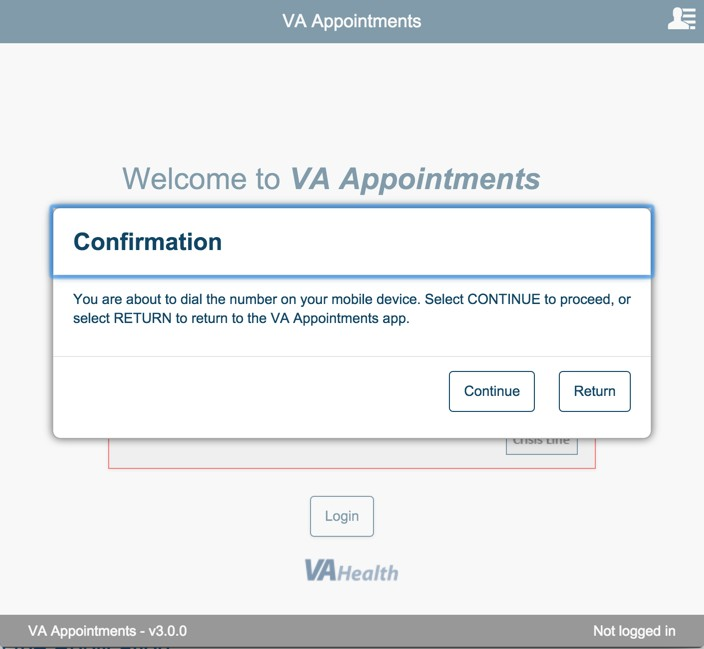 VA Appointments
Welcome to VA Appointments
Confirmation
You are about to dial the number on your mobile device. Select CONTINUE to proceed, or
select RETURN to return to the VA Appointments app.
Continue
Return
Crisis Line
Login
VA Health
VA Appointments - v3.0.0
Not logged in